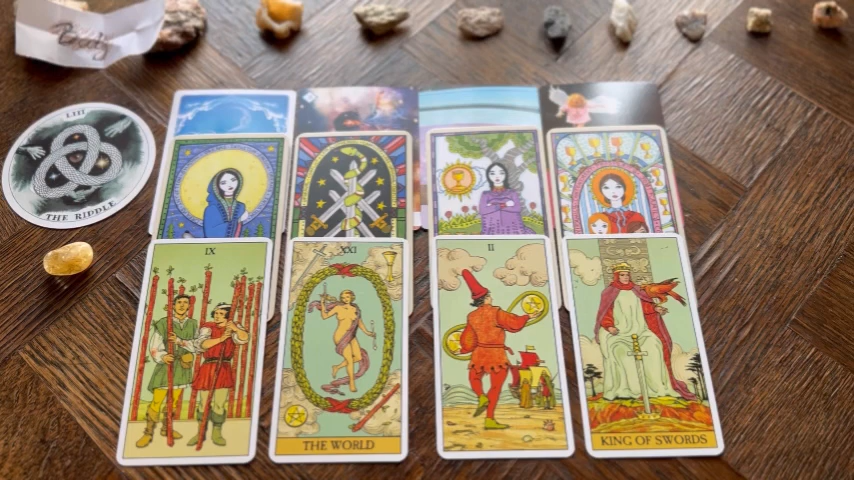 LIII
THE RIDDLE
IX
XXI
THE WORLD
II
KING OF SWORDS